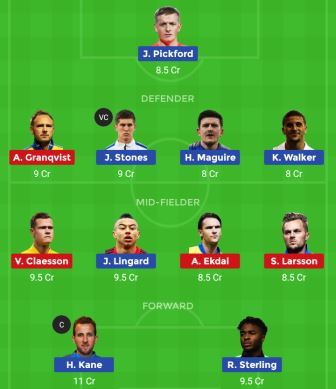 J. Pickford
8.5 Cr
DEFENDER
VC
A. Granqvist
J. Stones
H. Maguire
K. Walker
9 Cr
9 Cr
8 Cr
8 Cr
MID-FIELDER
V. Claesson
J. Lingard
A. Ekdal
S. Larsson
9.5 Cr
9.5 Cr
8.5 Cr
8.5 Cr
FORWARD
C
H. Kane
R. Sterling
11 Cr
9.5 Cr